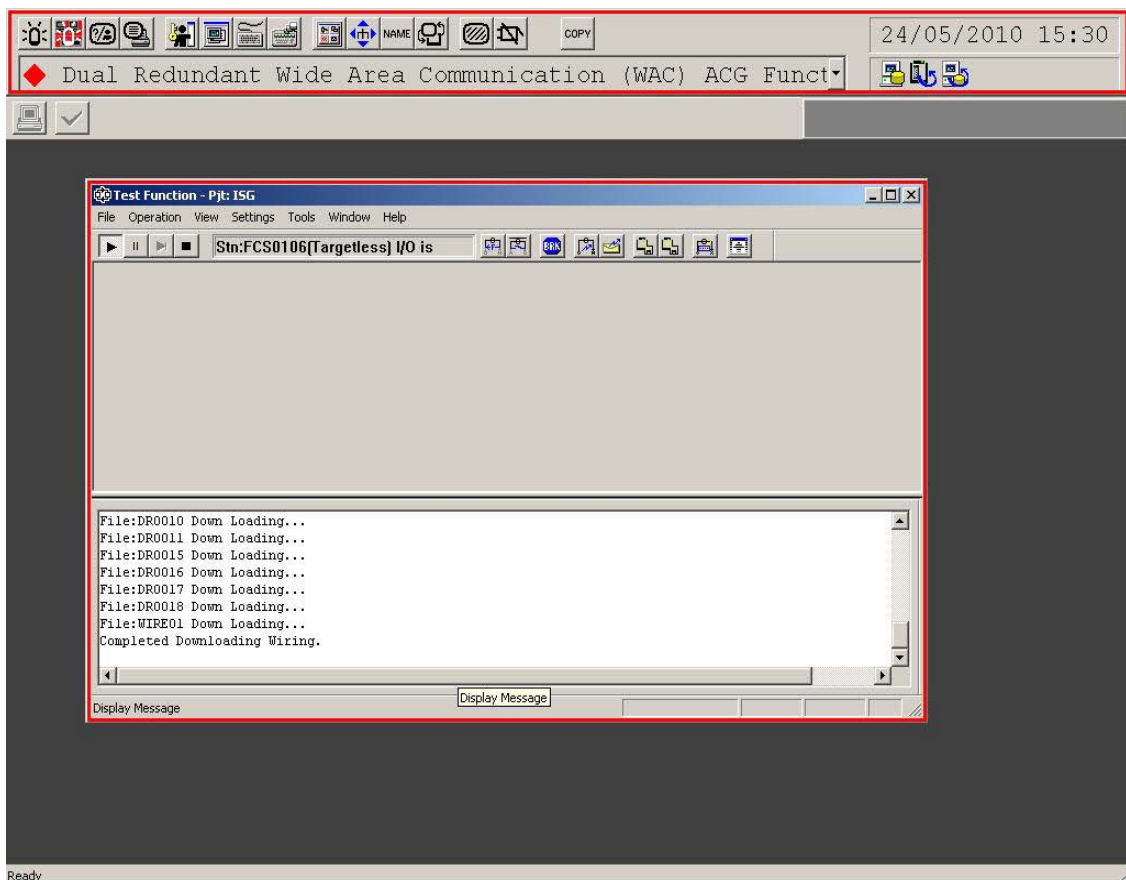 NAME
COPY
24/05/2010 15:30
Dual Redundant Wide Area Communication (WAC) ACG Funct
Test Function - Pjt: ISG
File Operation View Settings Tools Window Help
Stn:FCS0106(Targetless) I/O is
BRK
File:DR0010 Down Loading...
File:DR0011 Down Loading...
File:DR0015 Down Loading...
File:DR0016 Down Loading...
File:DR0017 Down Loading...
File:DR0018 Down Loading...
File:WIRE01 Down Loading...
Completed Downloading Wiring.
Display Message
Display Message
Ready